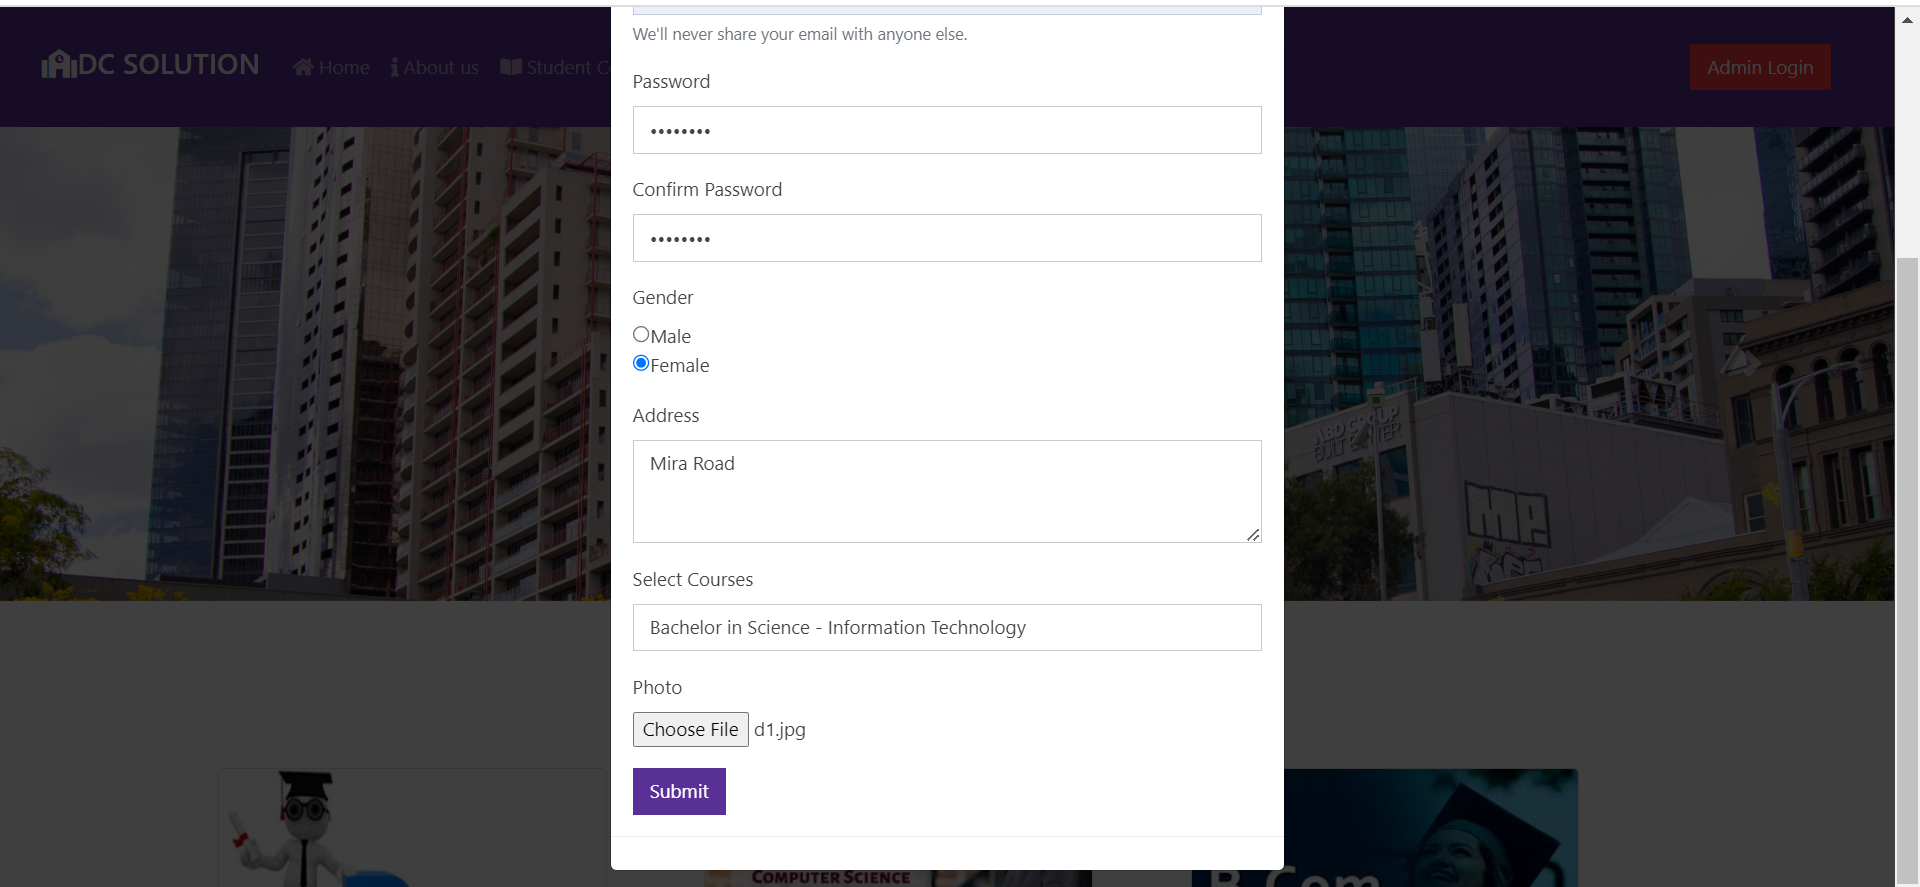 We'll never share your email with anyone else.
DC SOLUTION Home About us Student C Admin Login
Password
••••••••
Confirm Password
••••••••
Gender
Male
Female
Address
Mira Road
Select Courses
Bachelor in Science - Information Technology
Photo
Choose File d1.jpg
Submit
COMPUTER SCIENCE
B.Com